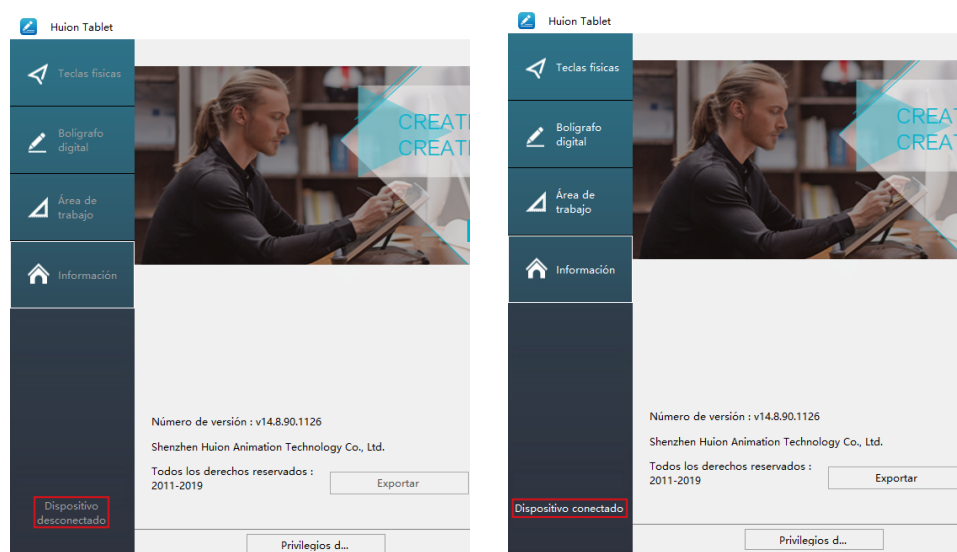 Huion Tablet
Teclas físicas
Bolígrafo
digital
Área de
trabajo
Información
CREAT
CREAT
Número de versión : v14.8.90.1126
Shenzhen Huion Animation Technology Co., Ltd.
Todos los derechos reservados :
2011-2019
Exportar
Dispositivo
desconectado
Privilegios d...
Huion Tablet
Teclas físicas
Bolígrafo
digital
Área de
trabajo
Información
CREAT
CREAT
Número de versión : v14.8.90.1126
Shenzhen Huion Animation Technology Co., Ltd.
Todos los derechos reservados :
2011-2019
Exportar
Dispositivo conectado
Privilegios d...